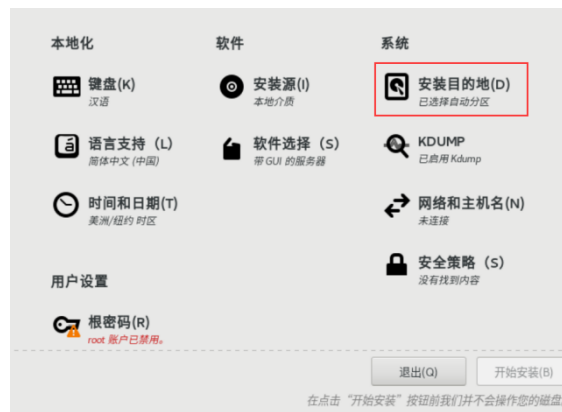 本地化
软件
系统
键盘(K)
汉语
安装源(I)
本地介质
安装目的地(D)
已选择自动分区
语言支持（L）
简体中文 (中国)
软件选择（S）
带 GUI 的服务器
KDUMP
已启用 Kdump
时间和日期(T)
美洲/纽约 时区
网络和主机名(N)
未连接
安全策略（S）
没有找到内容
用户设置
根密码(R)
root 账户已禁用。
退出(Q)
开始安装(B)
在点击“开始安装”按钮前我们并不会操作您的磁盘